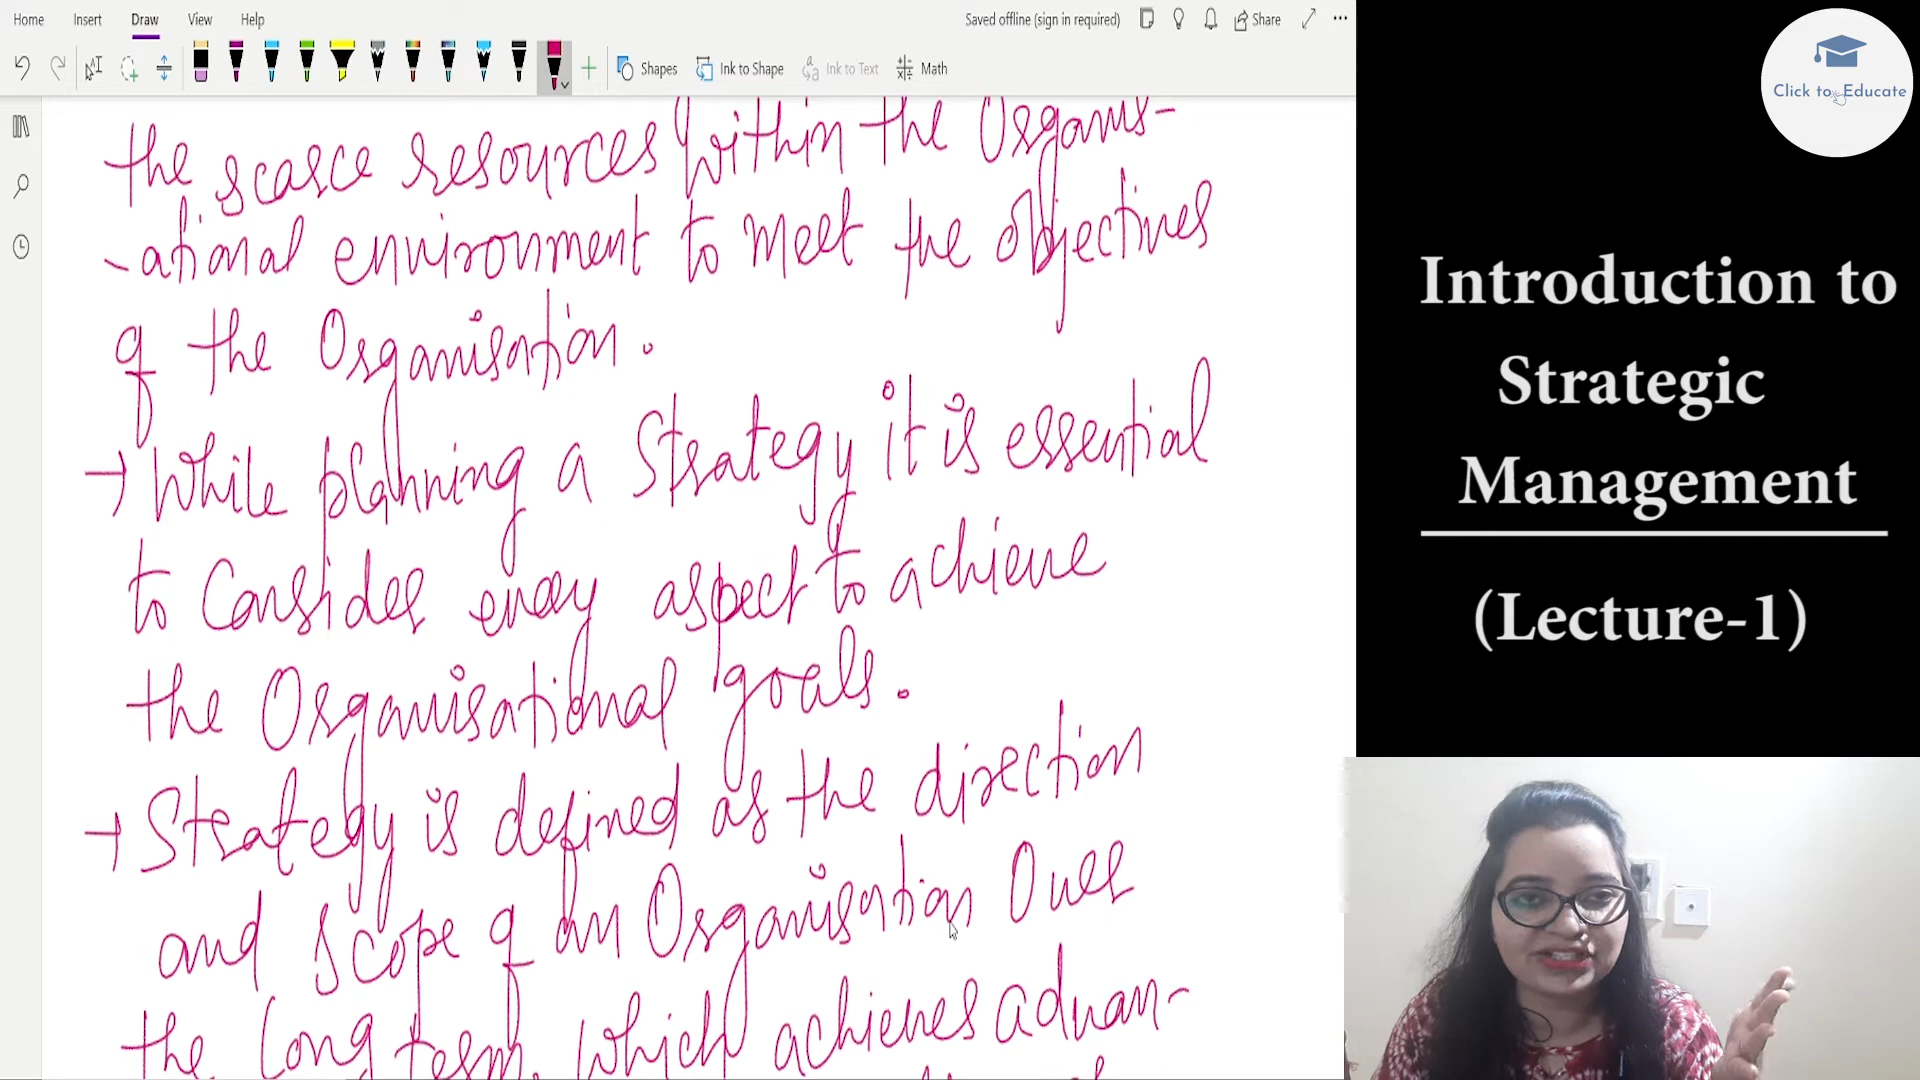 Home Insert Draw View Help
Saved offline (sign in required) Share
Shapes Ink to Shape Ink to Text Math
the scarce resources within the Organis-
-ational environment to meet the objectives
of the Organisation.
→ While planning a Strategy it is essential
to Consider every aspect to achieve
the Organisational goals.
→ Strategy is defined as the direction
and scope of an Organisation Over
the long term, which achieves advan-
Click to Educate
Introduction to
Strategic
Management
(Lecture-1)